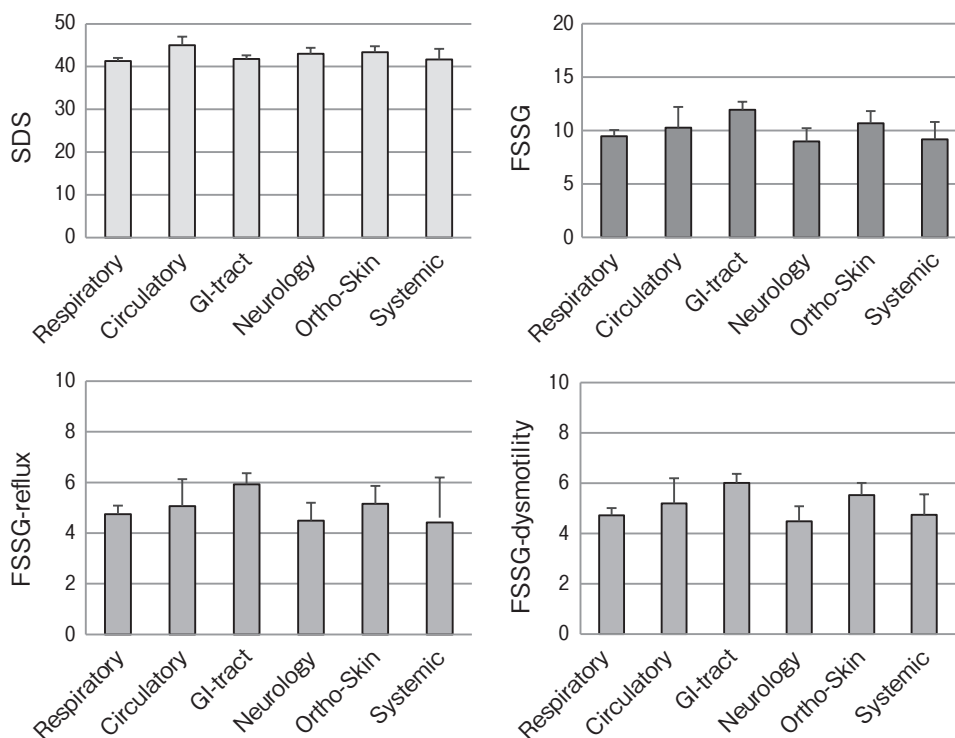 SDS
50
40
30
20
10
0
Respiratory
Circulatory
GI-tract
Neurology
Ortho-Skin
Systemic
FSSG
20
15
10
5
0
Respiratory
Circulatory
GI-tract
Neurology
Ortho-Skin
Systemic
FSSG-reflux
10
8
6
4
2
0
Respiratory
Circulatory
GI-tract
Neurology
Ortho-Skin
Systemic
FSSG-dysmotility
10
8
6
4
2
0
Respiratory
Circulatory
GI-tract
Neurology
Ortho-Skin
Systemic